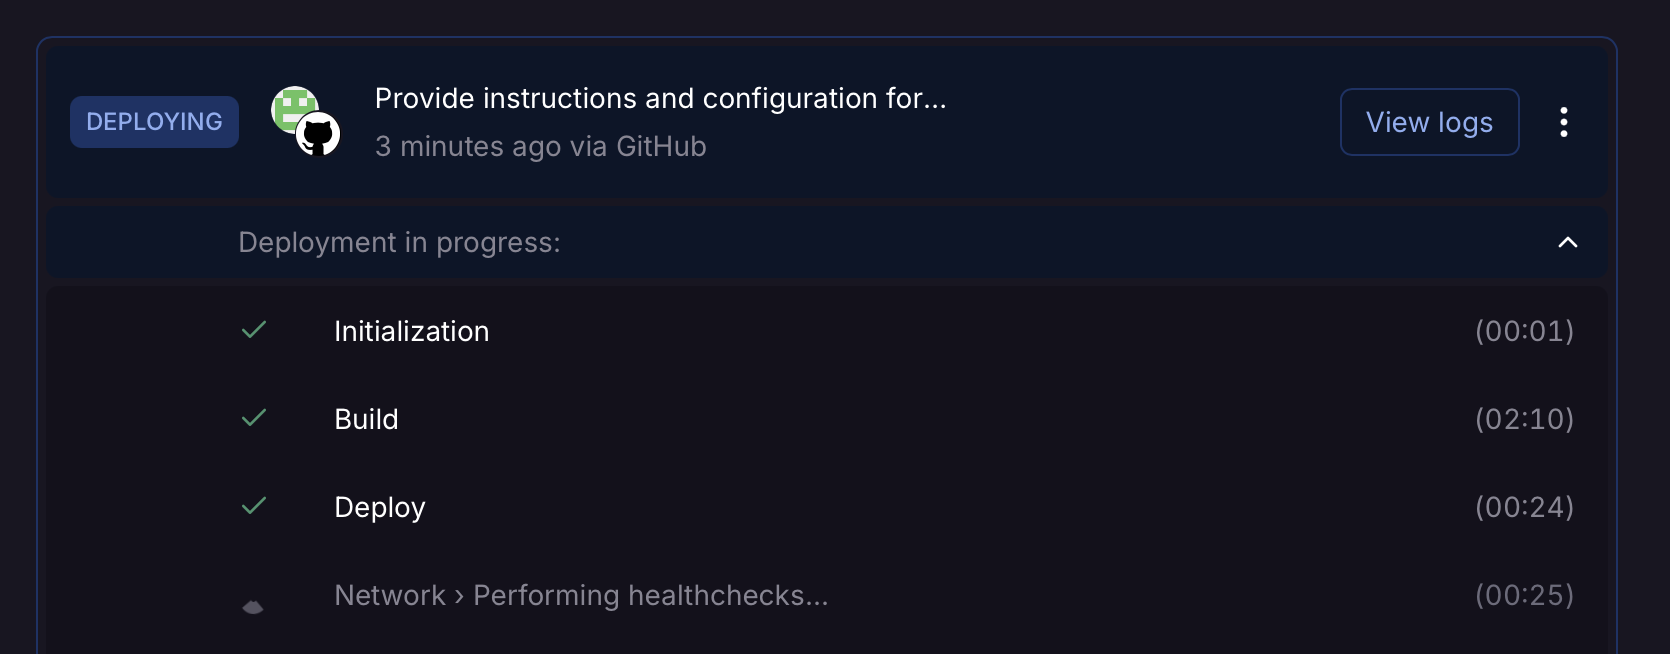 DEPLOYING
Provide instructions and configuration for...
3 minutes ago via GitHub
View logs
Deployment in progress:
Initialization
(00:01)
Build
(02:10)
Deploy
(00:24)
Network › Performing healthchecks...
(00:25)